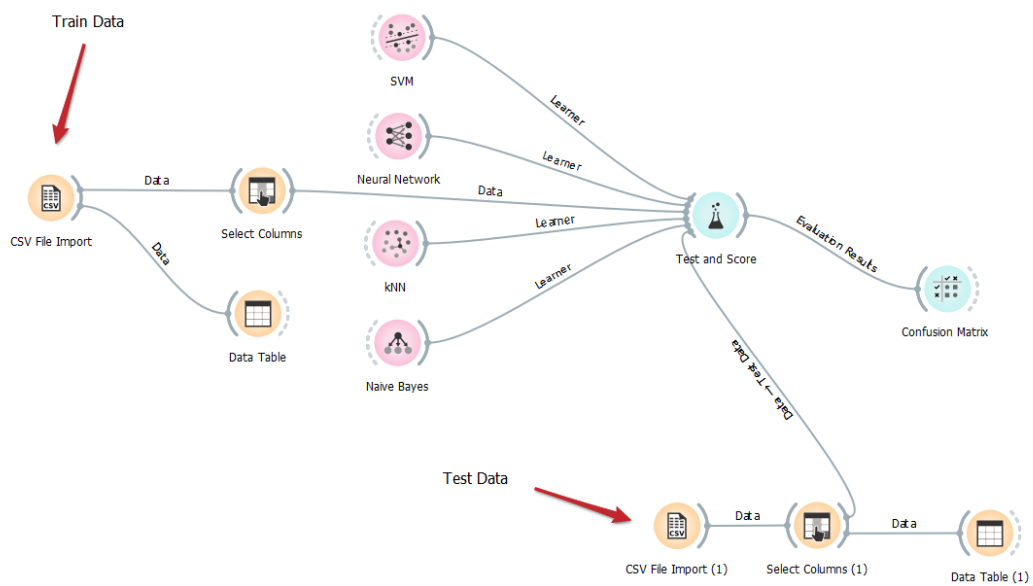 Train Data
SVM
Learner
Neural Network
Learner
CSV
CSV File Import
Data
Select Columns
Data
Data
Data Table
kNN
Learner
Naive Bayes
Learner
Test and Score
Evaluation Results
Confusion Matrix
Data → Test Data
Test Data
CSV
CSV File Import (1)
Data
Select Columns (1)
Data
Data Table (1)